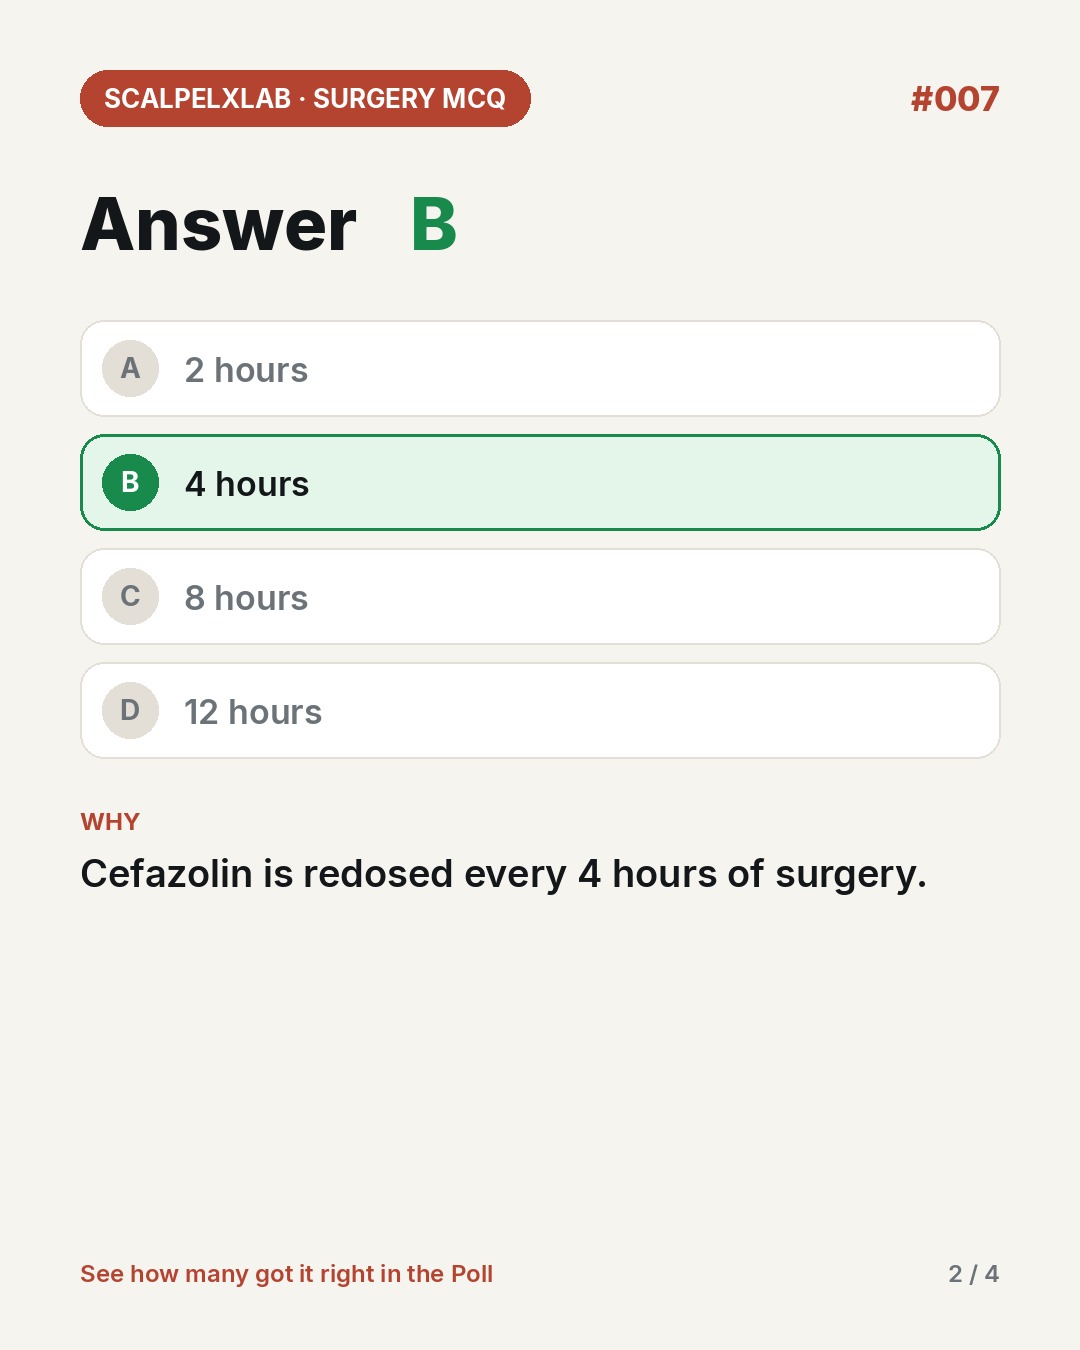 SCALPELXLAB · SURGERY MCQ
#007
Answer B
A 2 hours
B 4 hours
C 8 hours
D 12 hours
WHY
Cefazolin is redosed every 4 hours of surgery.
See how many got it right in the Poll
2 / 4